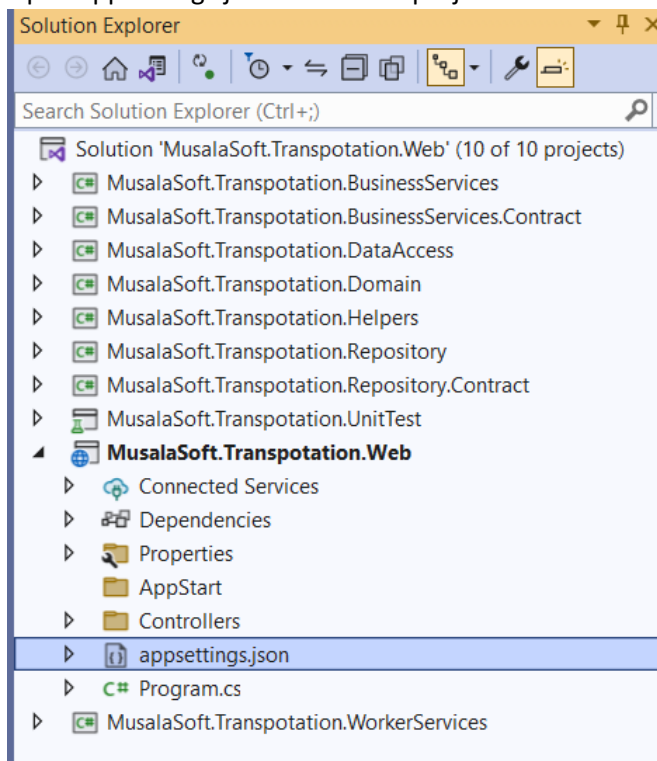 Solution Explorer
Search Solution Explorer (Ctrl+;)
Solution 'MusalaSoft.Transpotation.Web' (10 of 10 projects)
C# MusalaSoft.Transpotation.BusinessServices
C# MusalaSoft.Transpotation.BusinessServices.Contract
C# MusalaSoft.Transpotation.DataAccess
C# MusalaSoft.Transpotation.Domain
C# MusalaSoft.Transpotation.Helpers
C# MusalaSoft.Transpotation.Repository
C# MusalaSoft.Transpotation.Repository.Contract
MusalaSoft.Transpotation.UnitTest
MusalaSoft.Transpotation.Web
Connected Services
Dependencies
Properties
AppStart
Controllers
appsettings.json
C# Program.cs
C# MusalaSoft.Transpotation.WorkerServices